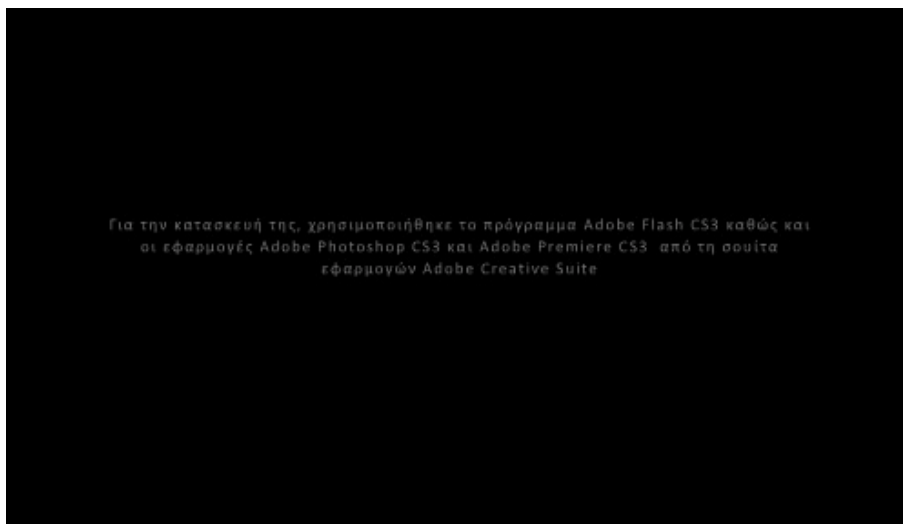 Για την κατασκευή της, χρησιμοποιήθηκε το πρόγραμμα Adobe Flash CS3 καθώς και
οι εφαρμογές Adobe Photoshop CS3 και Adobe Premiere CS3 από τη σουίτα
εφαρμογών Adobe Creative Suite